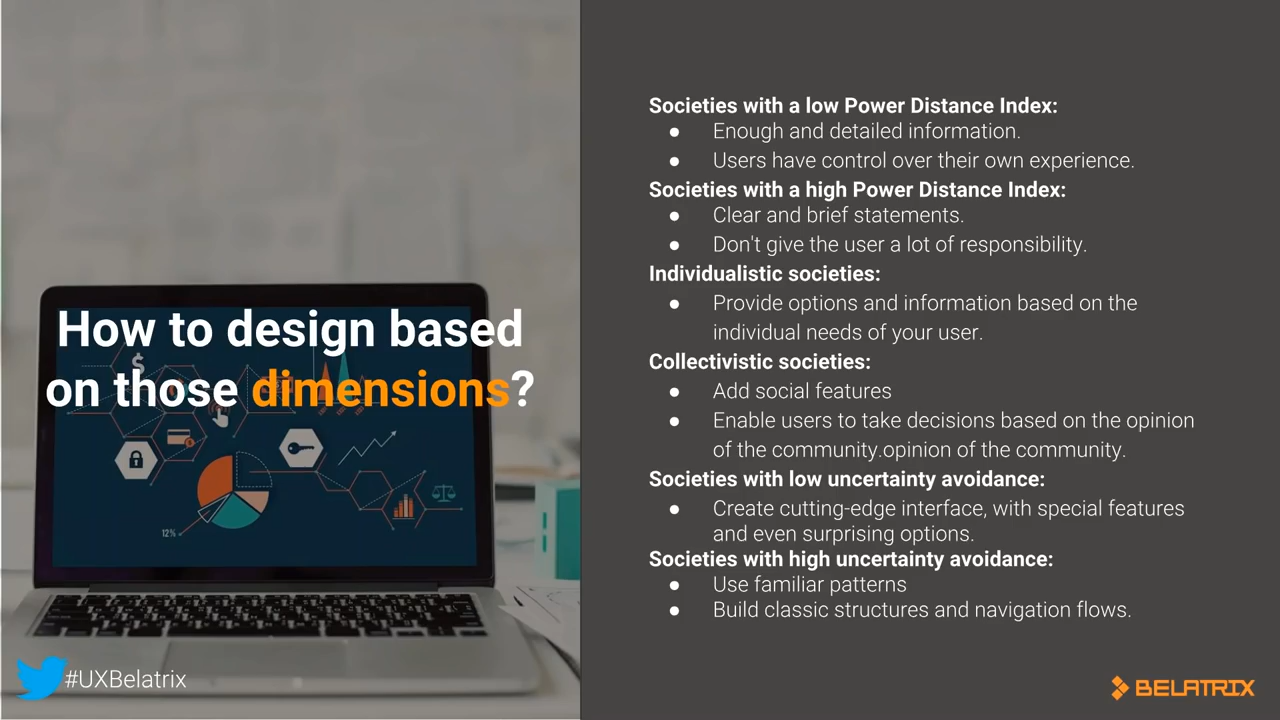 How to design based
on those dimensions?
12%
#UXBelatrix
Societies with a low Power Distance Index:
● Enough and detailed information.
● Users have control over their own experience.
Societies with a high Power Distance Index:
● Clear and brief statements.
● Don't give the user a lot of responsibility.
Individualistic societies:
● Provide options and information based on the
individual needs of your user.
Collectivistic societies:
● Add social features
● Enable users to take decisions based on the opinion
of the community.opinion of the community.
Societies with low uncertainty avoidance:
● Create cutting-edge interface, with special features
and even surprising options.
Societies with high uncertainty avoidance:
● Use familiar patterns
● Build classic structures and navigation flows.
BELATRIX